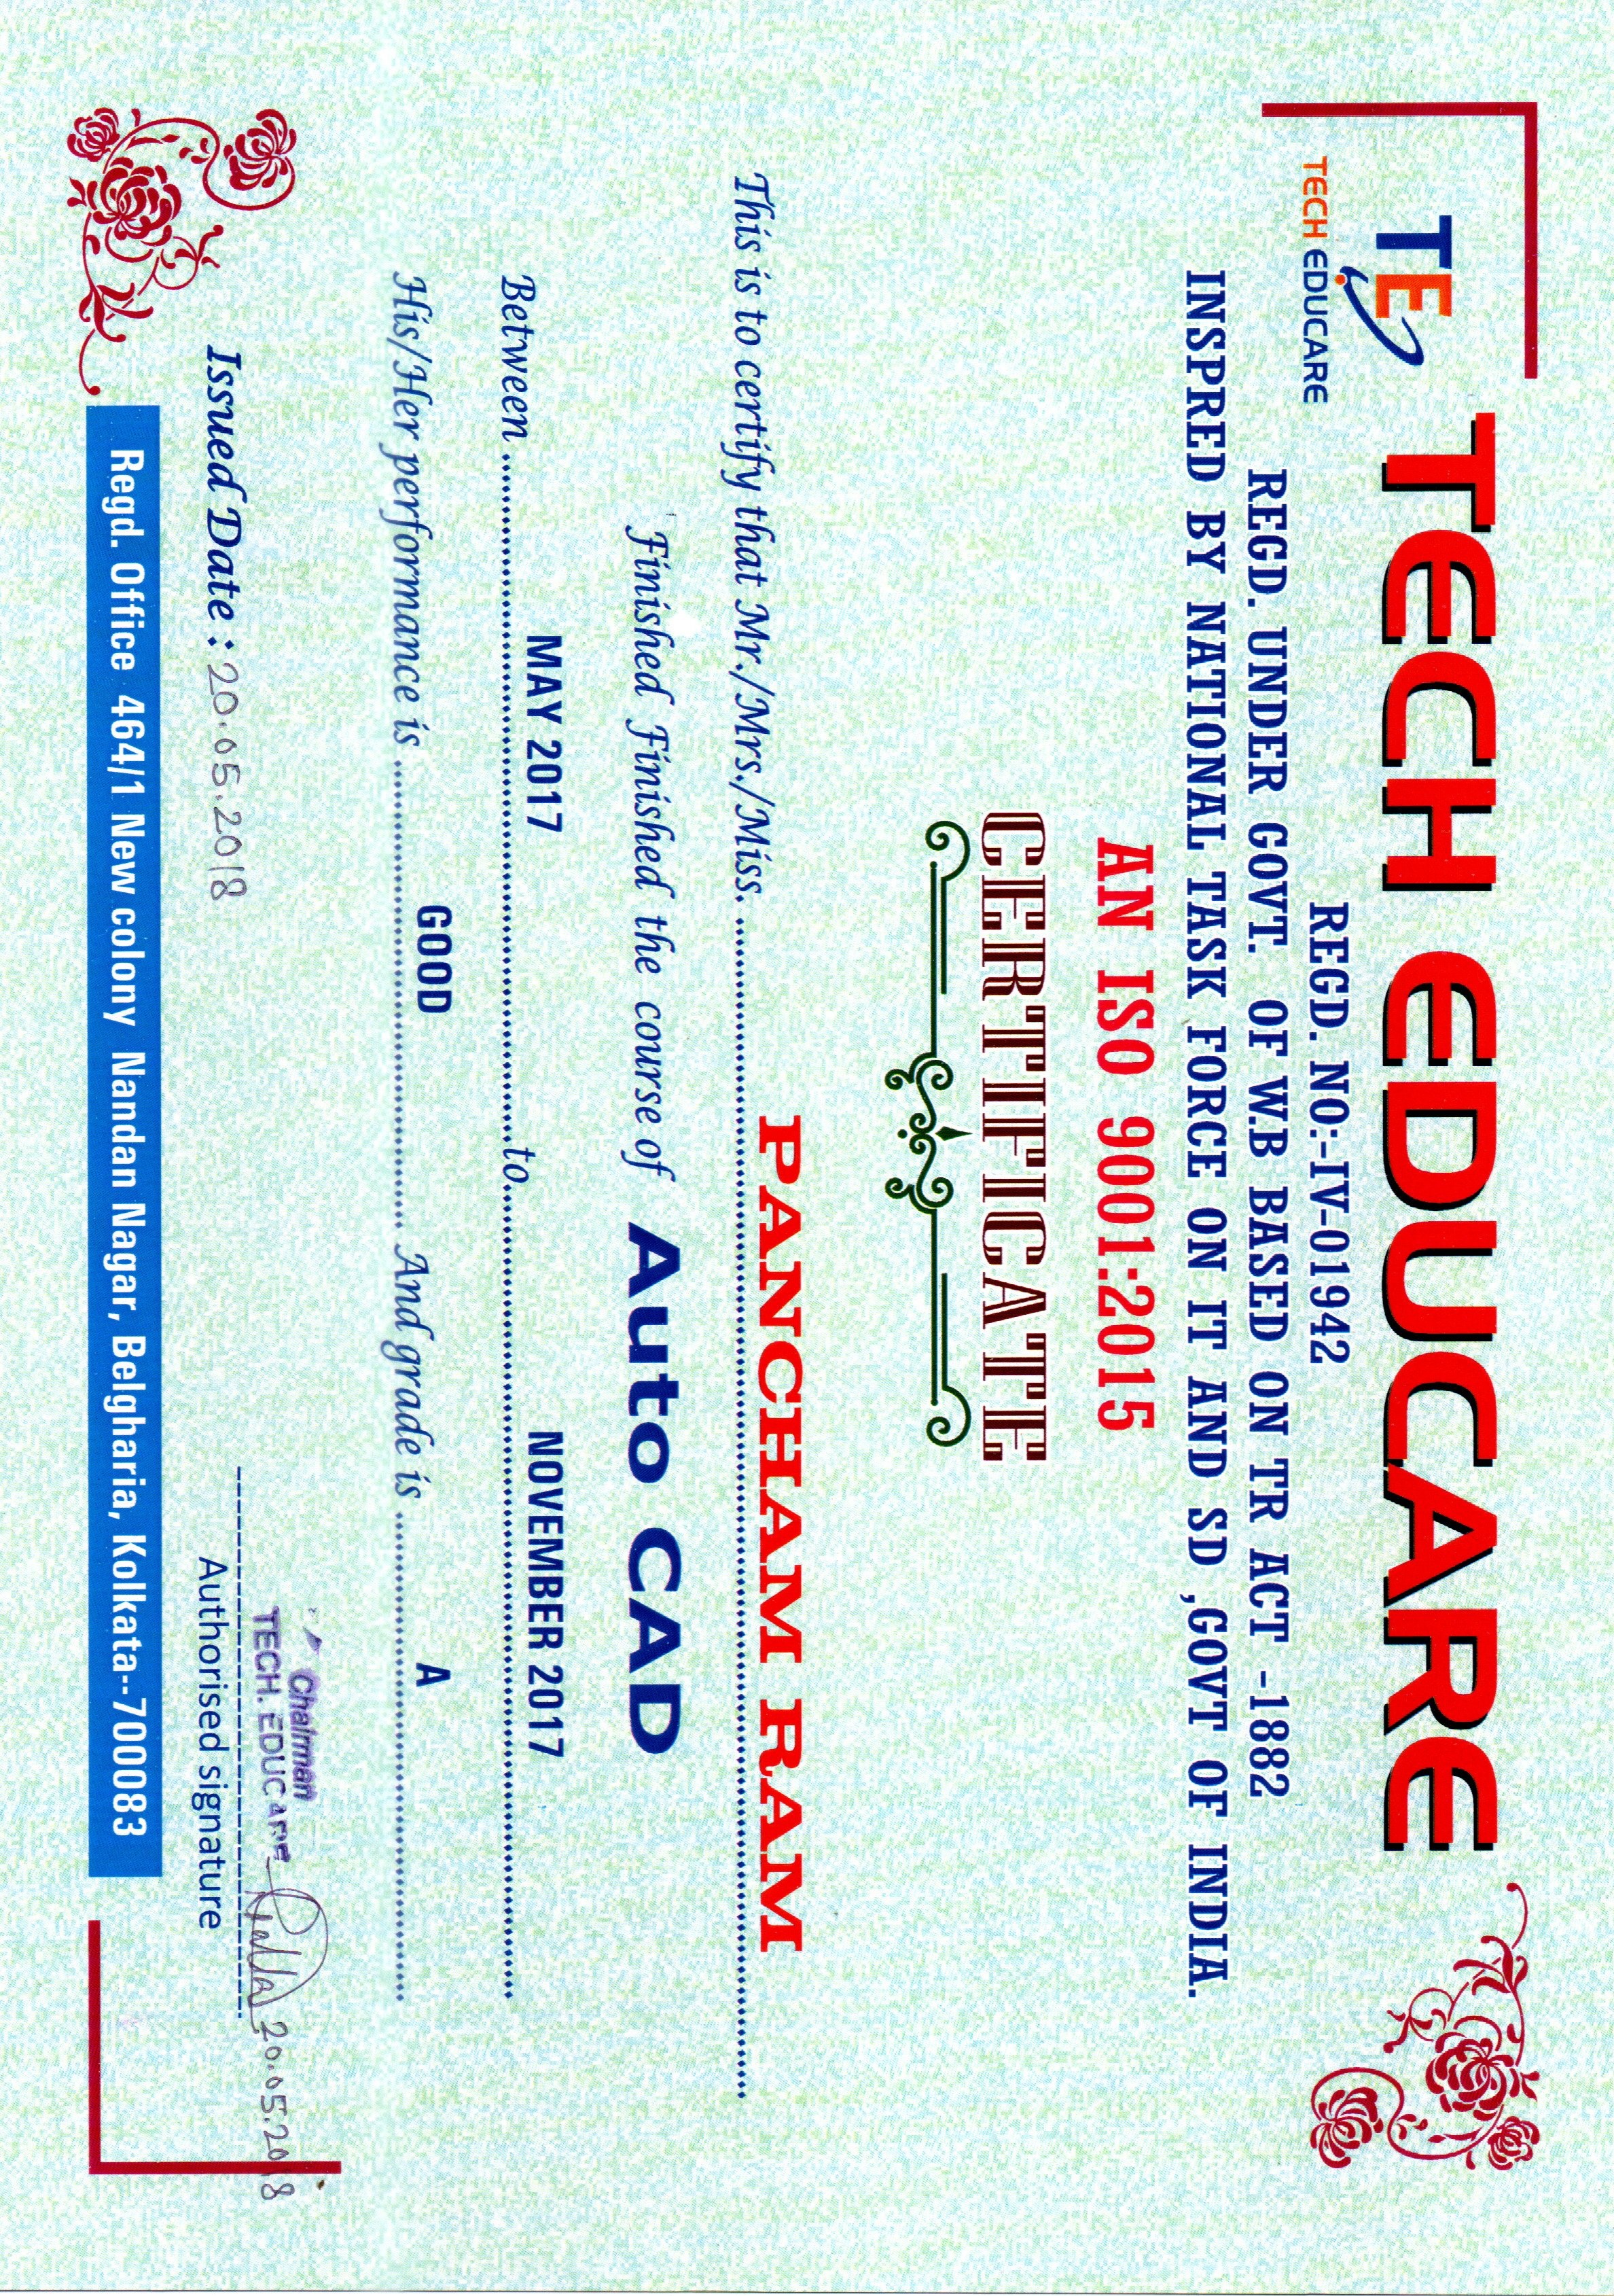 TECH EDUCARE
TE
TECH EDUCARE
REGD. NO:-IV-01942
REGD. UNDER GOVT. OF W.B BASED ON TR ACT -1882
INSPRED BY NATIONAL TASK FORCE ON IT AND SD ,GOVT OF INDIA.
AN ISO 9001:2015
CERTIFICATE
This is to certify that Mr./Mrs./Miss. PANCHAM RAM
Finished Finished the course of Auto CAD
Between MAY 2017 to NOVEMBER 2017
His/Her performance is GOOD And grade is A
Chairman
TECH. EDUCARE 20.05.2018
Issued Date : 20.05.2018
Authorised signature
Regd. Office 464/1 New colony Nandan Nagar, Belgharia, Kolkata--700083